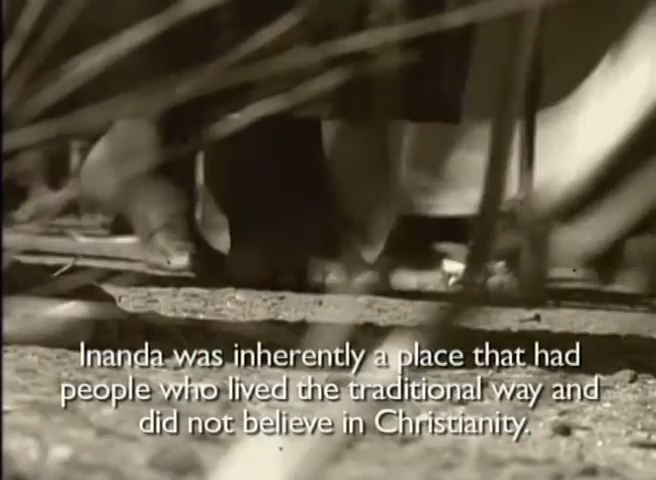 Inanda was inherently a place that had
people who lived the traditional way and
did not believe in Christianity.